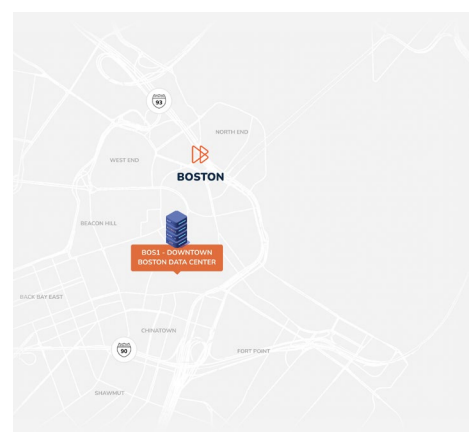 93
NORTH END
WEST END
BOSTON
BEACON HILL
BOS1 - DOWNTOWN
BOSTON DATA CENTER
BACK BAY EAST
CHINATOWN
90
FORT POINT
SHAWMUT